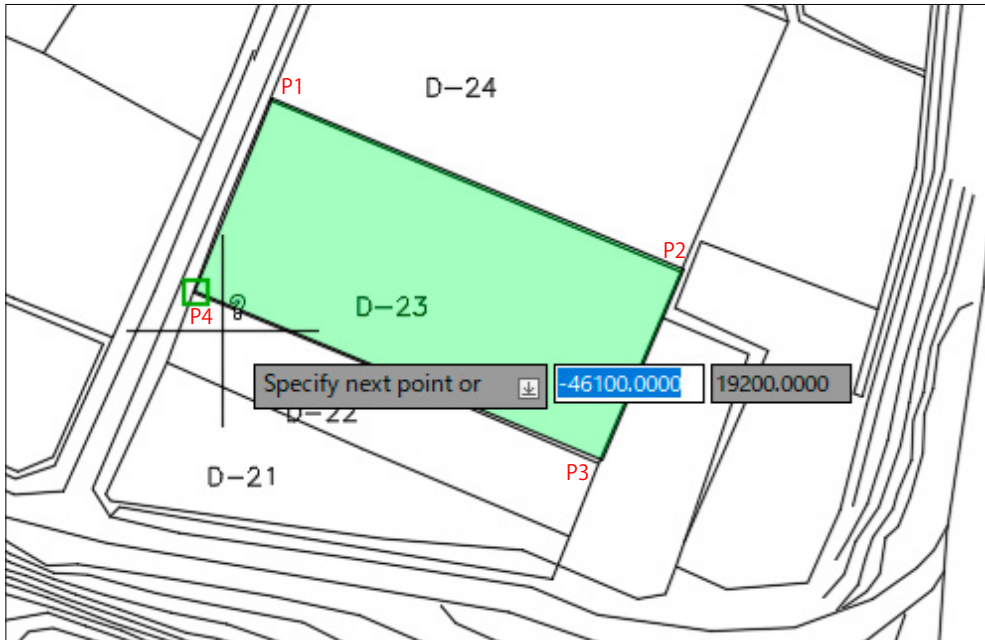 P1
D-24
P2
D-23
P4
Specify next point or
-46100.0000
19200.0000
D-22
P3
D-21